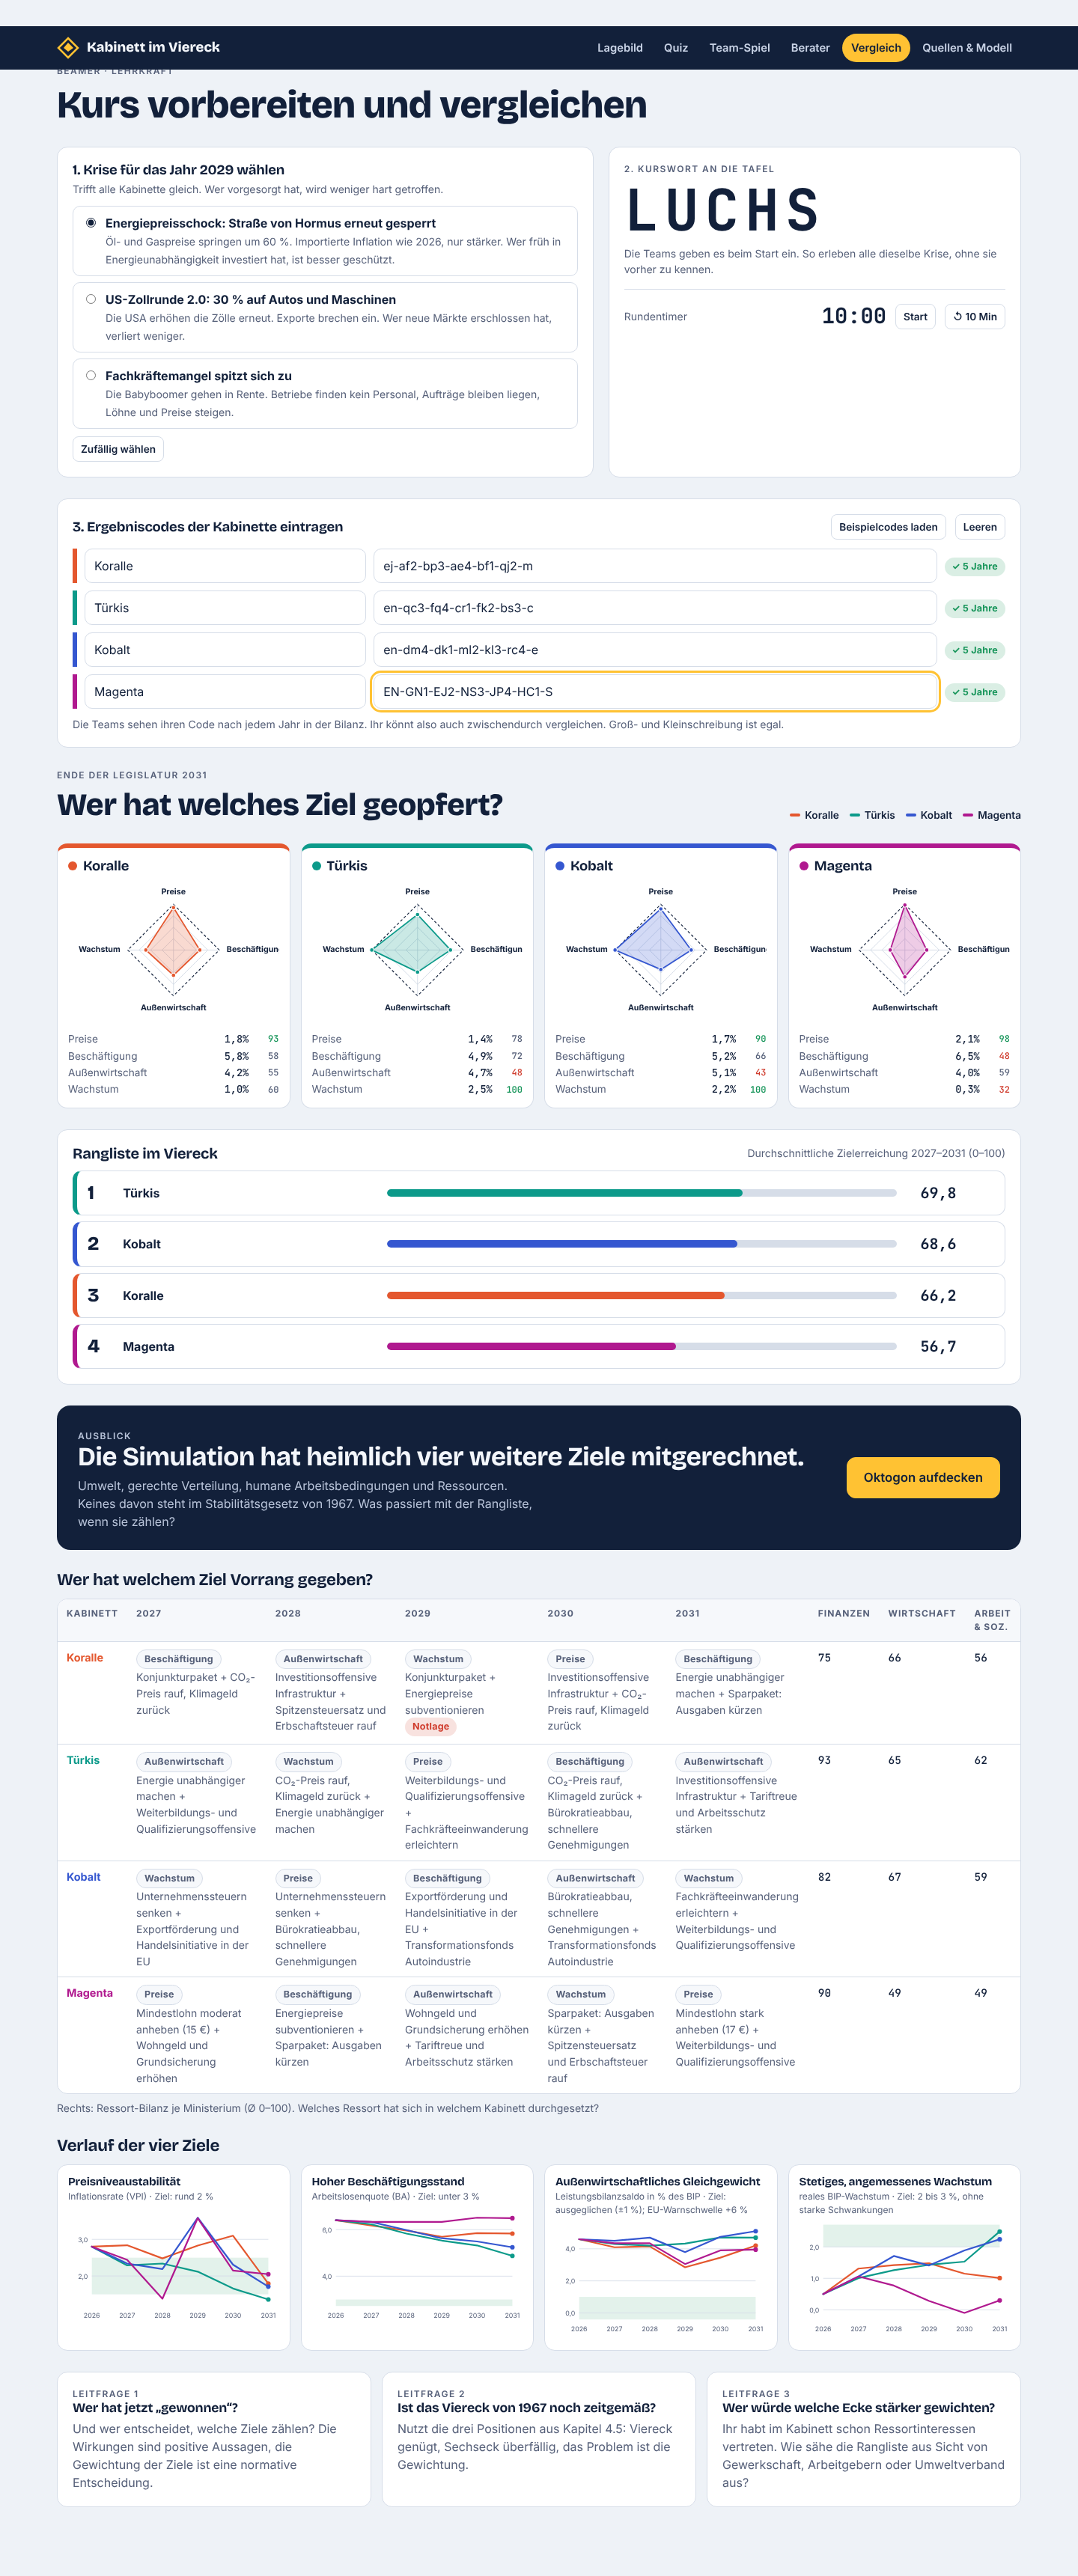 Kabinett im Viereck
Lagebild
Quiz
Team-Spiel
Berater
Vergleich
Quellen & Modell
BEAMER · LEHRKRAFT
Kurs vorbereiten und vergleichen
1. Krise für das Jahr 2029 wählen
Trifft alle Kabinette gleich. Wer vorgesorgt hat, wird weniger hart getroffen.
Energiepreisschock: Straße von Hormus erneut gesperrt
Öl- und Gaspreise springen um 60 %. Importierte Inflation wie 2026, nur stärker. Wer früh in
Energieunabhängigkeit investiert hat, ist besser geschützt.
US-Zollrunde 2.0: 30 % auf Autos und Maschinen
Die USA erhöhen die Zölle erneut. Exporte brechen ein. Wer neue Märkte erschlossen hat,
verliert weniger.
Fachkräftemangel spitzt sich zu
Die Babyboomer gehen in Rente. Betriebe finden kein Personal, Aufträge bleiben liegen,
Löhne und Preise steigen.
Zufällig wählen
2. KURSWORT AN DIE TAFEL
LUCHS
Die Teams geben es beim Start ein. So erleben alle dieselbe Krise, ohne sie
vorher zu kennen.
Rundentimer
10:00
Start
↺ 10 Min
3. Ergebniscodes der Kabinette eintragen
Beispielcodes laden
Leeren
Koralle
ej-af2-bp3-ae4-bf1-qj2-m
✓ 5 Jahre
Türkis
en-qc3-fq4-cr1-fk2-bs3-c
✓ 5 Jahre
Kobalt
en-dm4-dk1-ml2-kl3-rc4-e
✓ 5 Jahre
Magenta
EN-GN1-EJ2-NS3-JP4-HC1-S
✓ 5 Jahre
Die Teams sehen ihren Code nach jedem Jahr in der Bilanz. Ihr könnt also auch zwischendurch vergleichen. Groß- und Kleinschreibung ist egal.
ENDE DER LEGISLATUR 2031
Wer hat welches Ziel geopfert?
Koralle
Türkis
Kobalt
Magenta
Koralle
Preise
Wachstum
Beschäftigun
Außenwirtschaft
Preise 1,8% 93
Beschäftigung 5,8% 58
Außenwirtschaft 4,2% 55
Wachstum 1,0% 60
Türkis
Preise
Wachstum
Beschäftigun
Außenwirtschaft
Preise 1,4% 78
Beschäftigung 4,9% 72
Außenwirtschaft 4,7% 48
Wachstum 2,5% 100
Kobalt
Preise
Wachstum
Beschäftigun
Außenwirtschaft
Preise 1,7% 90
Beschäftigung 5,2% 66
Außenwirtschaft 5,1% 43
Wachstum 2,2% 100
Magenta
Preise
Wachstum
Beschäftigun
Außenwirtschaft
Preise 2,1% 98
Beschäftigung 6,5% 48
Außenwirtschaft 4,0% 59
Wachstum 0,3% 32
Rangliste im Viereck
Durchschnittliche Zielerreichung 2027–2031 (0–100)
1 Türkis 69,8
2 Kobalt 68,6
3 Koralle 66,2
4 Magenta 56,7
AUSBLICK
Die Simulation hat heimlich vier weitere Ziele mitgerechnet.
Umwelt, gerechte Verteilung, humane Arbeitsbedingungen und Ressourcen.
Keines davon steht im Stabilitätsgesetz von 1967. Was passiert mit der Rangliste,
wenn sie zählen?
Oktogon aufdecken
Wer hat welchem Ziel Vorrang gegeben?
KABINETT
2027
2028
2029
2030
2031
FINANZEN
WIRTSCHAFT
ARBEIT
& SOZ.
Koralle
Beschäftigung
Konjunkturpaket + CO₂-
Preis rauf, Klimageld
zurück
Außenwirtschaft
Investitionsoffensive
Infrastruktur +
Spitzensteuersatz und
Erbschaftsteuer rauf
Wachstum
Konjunkturpaket +
Energiepreise
subventionieren
Notlage
Preise
Investitionsoffensive
Infrastruktur + CO₂-
Preis rauf, Klimageld
zurück
Beschäftigung
Energie unabhängiger
machen + Sparpaket:
Ausgaben kürzen
75
66
56
Türkis
Außenwirtschaft
Energie unabhängiger
machen +
Weiterbildungs- und
Qualifizierungsoffensive
Wachstum
CO₂-Preis rauf,
Klimageld zurück +
Energie unabhängiger
machen
Preise
Weiterbildungs- und
Qualifizierungsoffensive
+
Fachkräfteeinwanderung
erleichtern
Beschäftigung
CO₂-Preis rauf,
Klimageld zurück +
Bürokratieabbau,
schnellere
Genehmigungen
Außenwirtschaft
Investitionsoffensive
Infrastruktur + Tariftreue
und Arbeitsschutz
stärken
93
65
62
Kobalt
Wachstum
Unternehmenssteuern
senken +
Exportförderung und
Handelsinitiative in der
EU
Preise
Unternehmenssteuern
senken +
Bürokratieabbau,
schnellere
Genehmigungen
Beschäftigung
Exportförderung und
Handelsinitiative in der
EU +
Transformationsfonds
Autoindustrie
Außenwirtschaft
Bürokratieabbau,
schnellere
Genehmigungen +
Transformationsfonds
Autoindustrie
Wachstum
Fachkräfteeinwanderung
erleichtern +
Weiterbildungs- und
Qualifizierungsoffensive
82
67
59
Magenta
Preise
Mindestlohn moderat
anheben (15 €) +
Wohngeld und
Grundsicherung
erhöhen
Beschäftigung
Energiepreise
subventionieren +
Sparpaket: Ausgaben
kürzen
Außenwirtschaft
Wohngeld und
Grundsicherung erhöhen
+ Tariftreue und
Arbeitsschutz stärken
Wachstum
Sparpaket: Ausgaben
kürzen +
Spitzensteuersatz
und Erbschaftsteuer
rauf
Preise
Mindestlohn stark
anheben (17 €) +
Weiterbildungs- und
Qualifizierungsoffensive
90
49
49
Rechts: Ressort-Bilanz je Ministerium (Ø 0–100). Welches Ressort hat sich in welchem Kabinett durchgesetzt?
Verlauf der vier Ziele
Preisniveaustabilität
Inflationsrate (VPI) · Ziel: rund 2 %
3,0
2,0
2026 2027 2028 2029 2030 2031
Hoher Beschäftigungsstand
Arbeitslosenquote (BA) · Ziel: unter 3 %
6,0
4,0
2026 2027 2028 2029 2030 2031
Außenwirtschaftliches Gleichgewicht
Leistungsbilanzsaldo in % des BIP · Ziel:
ausgeglichen (±1 %); EU-Warnschwelle +6 %
4,0
2,0
0,0
2026 2027 2028 2029 2030 2031
Stetiges, angemessenes Wachstum
reales BIP-Wachstum · Ziel: 2 bis 3 %, ohne
starke Schwankungen
2,0
1,0
0,0
2026 2027 2028 2029 2030 2031
LEITFRAGE 1
Wer hat jetzt „gewonnen“?
Und wer entscheidet, welche Ziele zählen? Die
Wirkungen sind positive Aussagen, die
Gewichtung der Ziele ist eine normative
Entscheidung.
LEITFRAGE 2
Ist das Viereck von 1967 noch zeitgemäß?
Nutzt die drei Positionen aus Kapitel 4.5: Viereck
genügt, Sechseck überfällig, das Problem ist die
Gewichtung.
LEITFRAGE 3
Wer würde welche Ecke stärker gewichten?
Ihr habt im Kabinett schon Ressortinteressen
vertreten. Wie sähe die Rangliste aus Sicht von
Gewerkschaft, Arbeitgebern oder Umweltverband
aus?